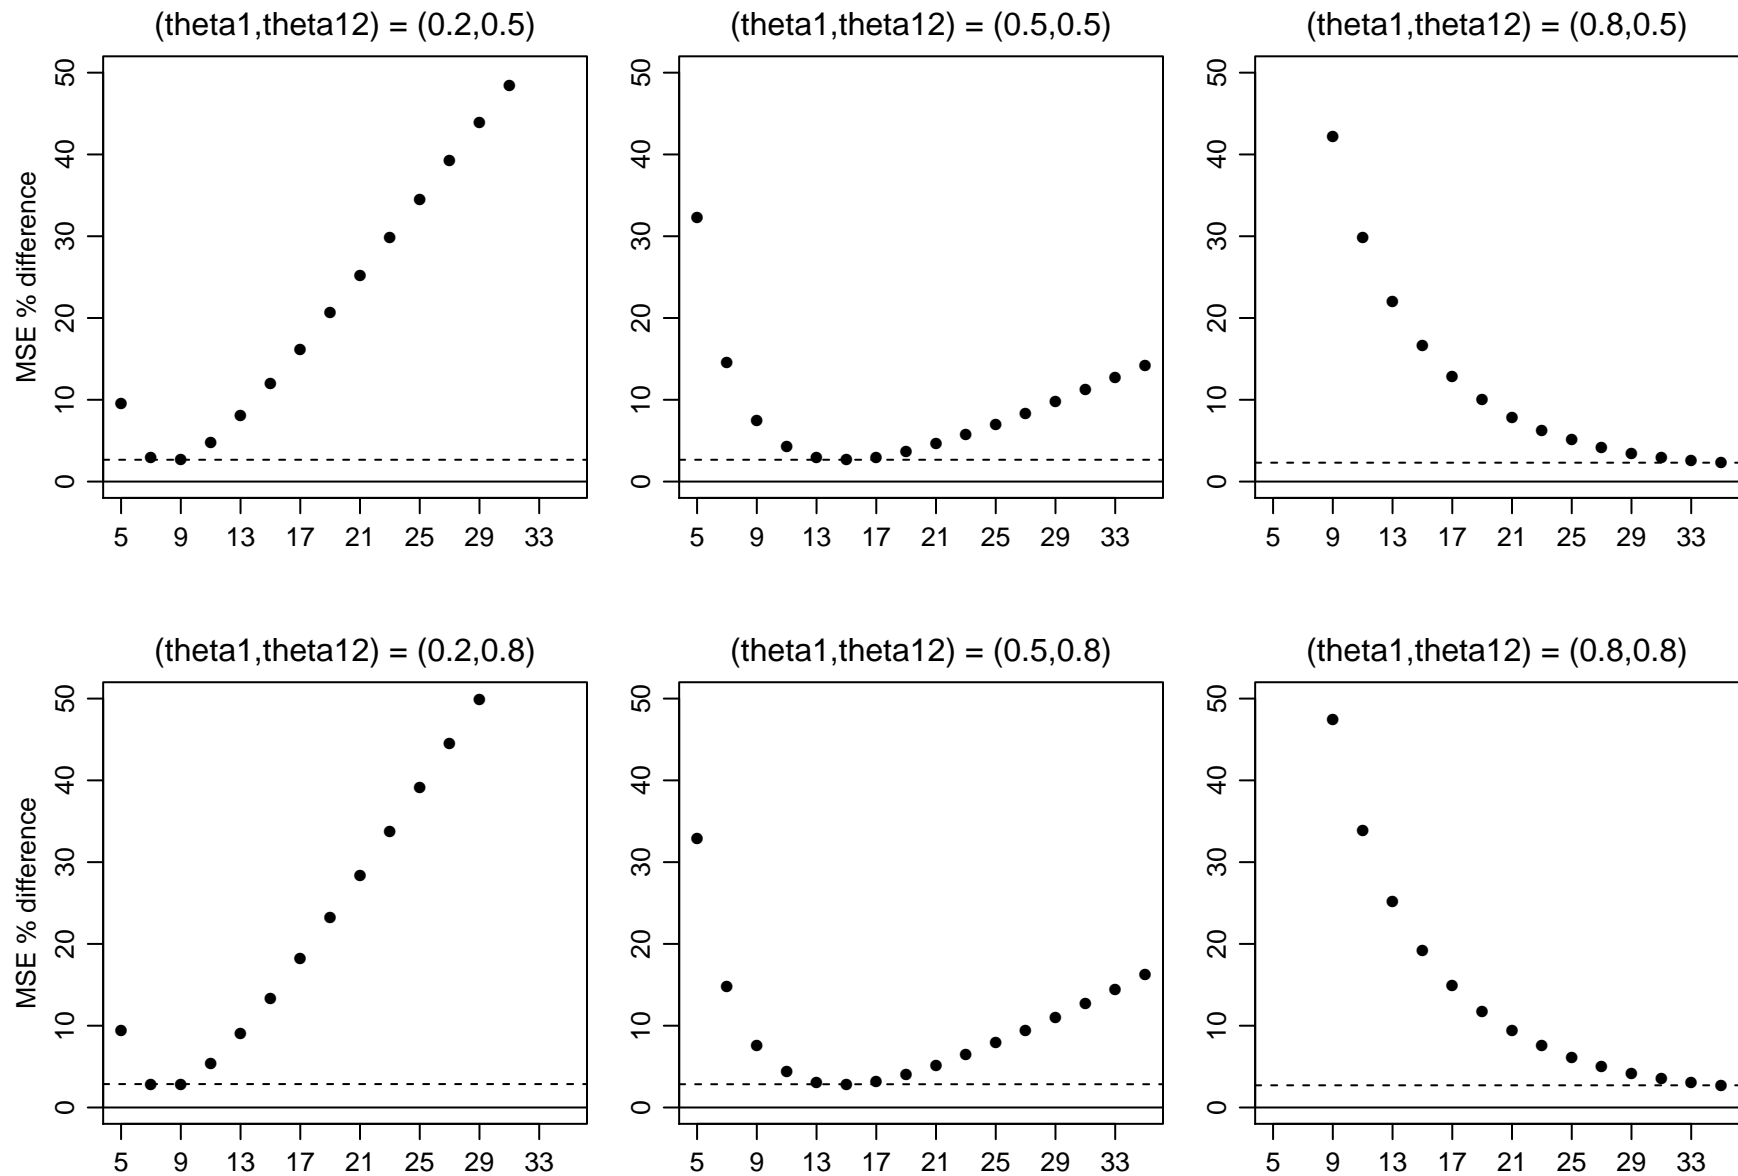 (theta1,theta12) = (0.2,0.5)
(theta1,theta12) = (0.5,0.5)
(theta1,theta12) = (0.8,0.5)
MSE % difference
50
40
30
20
10
0
5 9 13 17 21 25 29 33
50
40
30
20
10
0
5 9 13 17 21 25 29 33
50
40
30
20
10
0
5 9 13 17 21 25 29 33
(theta1,theta12) = (0.2,0.8)
(theta1,theta12) = (0.5,0.8)
(theta1,theta12) = (0.8,0.8)
MSE % difference
50
40
30
20
10
0
5 9 13 17 21 25 29 33
50
40
30
20
10
0
5 9 13 17 21 25 29 33
50
40
30
20
10
0
5 9 13 17 21 25 29 33